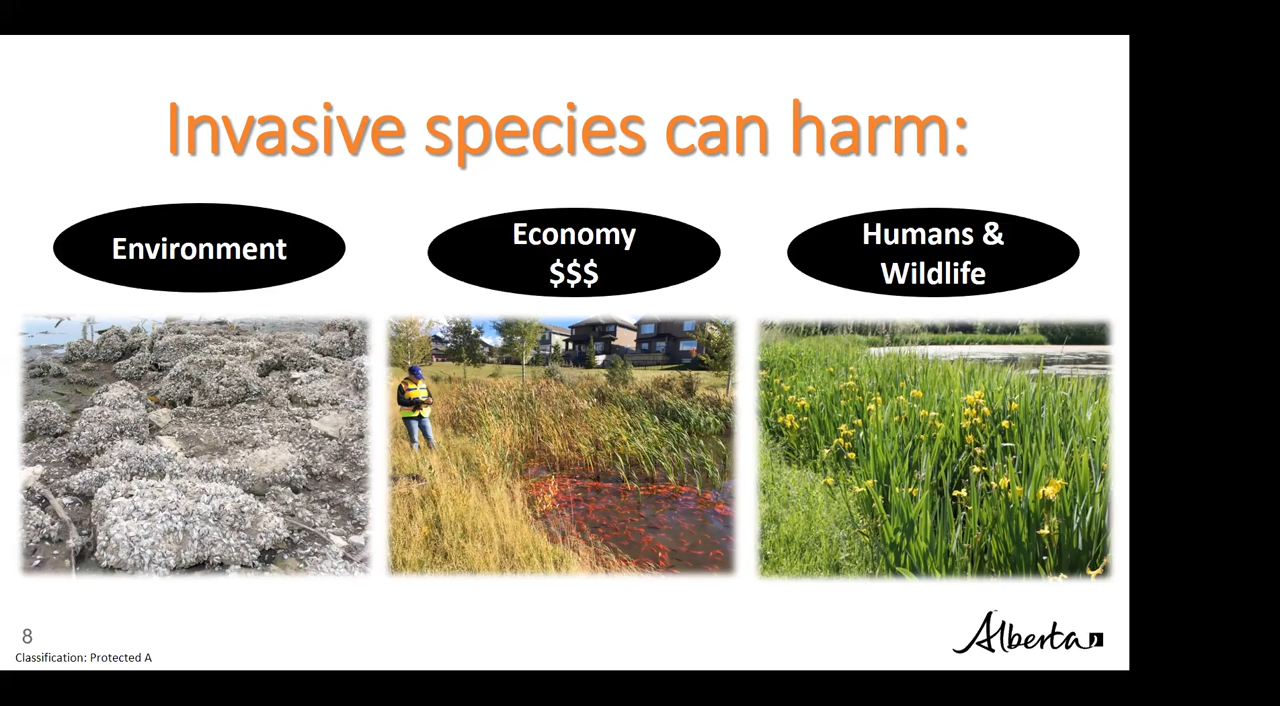 Invasive species can harm:
Environment
Economy
$$$
Humans &
Wildlife
8
Classification: Protected A
Alberta